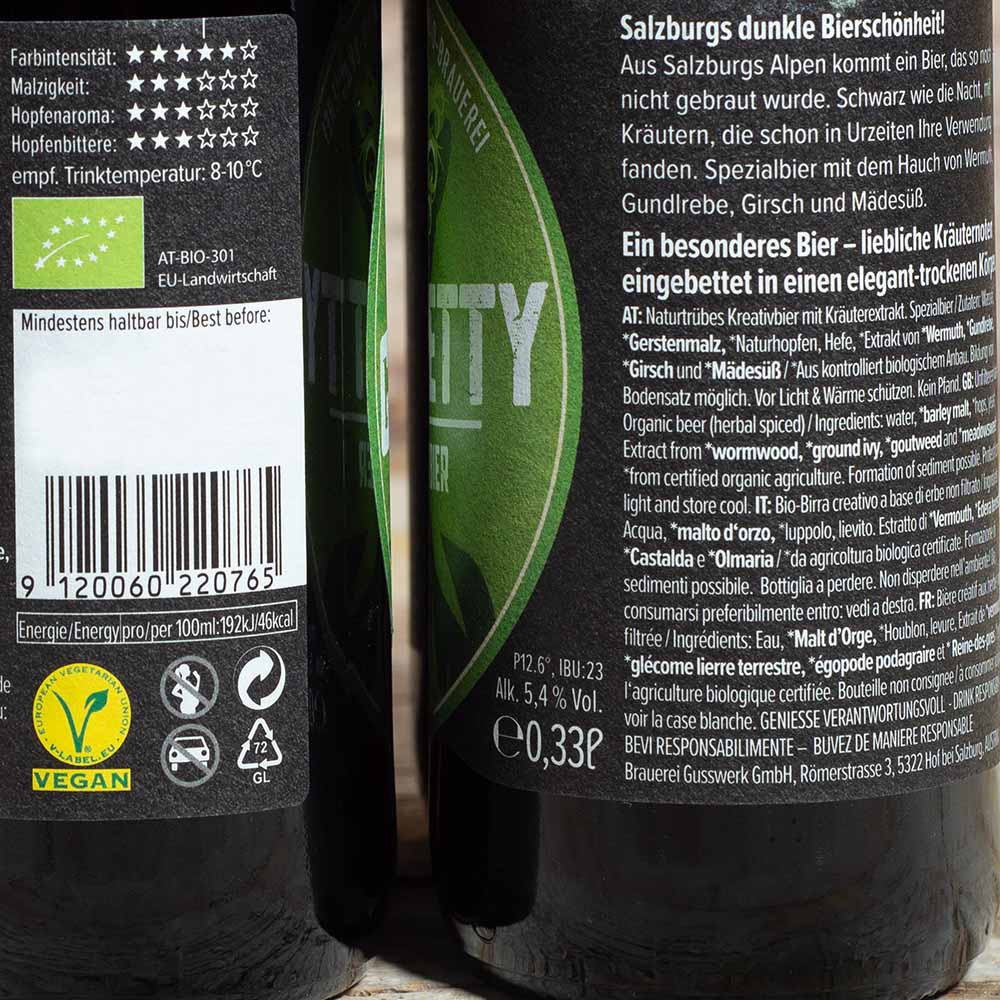 Farbintensität: ★★★★☆
Malzigkeit: ★★★☆☆
Hopfenaroma: ★★★☆☆
Hopfenbittere: ★★★☆☆
empf. Trinktemperatur: 8-10°C
AT-BIO-301
EU-Landwirtschaft
Mindestens haltbar bis/Best before:
9 120060 220765
Energie/Energy pro/per 100ml:192kJ/46kcal
EUROPEAN VEGETARIAN UNION
V-LABEL.EU
VEGAN
72
GL
BRAUEREI
TTY
P12.6°, IBU:23
Alk. 5,4 % Vol.
℮0,33ℓ
Salzburgs dunkle Bierschönheit!
Aus Salzburgs Alpen kommt ein Bier, das so noch
nicht gebraut wurde. Schwarz wie die Nacht, mit
Kräutern, die schon in Urzeiten Ihre Verwendung
fanden. Spezialbier mit dem Hauch von Wermuth,
Gundlrebe, Girsch und Mädesüß.
Ein besonderes Bier – liebliche Kräuternoten
eingebettet in einen elegant-trockenen
AT: Naturtrübes Kreativbier mit Kräuterextrakt. Spezialbier / Zutaten:
*Gerstenmalz, *Naturhopfen, Hefe, *Extrakt von *Wermuth, *Gundlrebe,
*Girsch und *Mädesüß / *Aus kontrolliert biologischem Anbau. Bildung von
Bodensatz möglich. Vor Licht & Wärme schützen. Kein Pfand. GB:
Organic beer (herbal spiced) / Ingredients: water, *barley malt, *hops,
Extract from *wormwood, *ground ivy, *goutweed and
*from certified organic agriculture. Formation of sediment possible.
light and store cool. IT: Bio-Birra creativo a base di erbe non filtrato /
Acqua, *malto d'orzo, *luppolo, lievito. Estratto di *Vermouth,
*Castalda e *Olmaria / *da agricoltura biologica certificate. Formazione
sedimenti possibile. Bottiglia a perdere. Non disperdere nell'ambiente!
consumarsi preferibilmente entro: vedi a destra. FR: Bière créatif aux
filtrée / Ingrédients: Eau, *Malt d'Orge, *Houblon, levure, Extrait de
*glécome lierre terrestre, *égopode podagraire et *Reine-des-prés
l'agriculture biologique certifiée. Bouteille non consignée / à consommer
voir la case blanche. GENIESSE VERANTWORTUNGSVOLL - DRINK
BEVI RESPONSABILMENTE – BUVEZ DE MANIERE RESPONSABLE
Brauerei Gusswerk GmbH, Römerstrasse 3, 5322 Hof bei Salzburg,